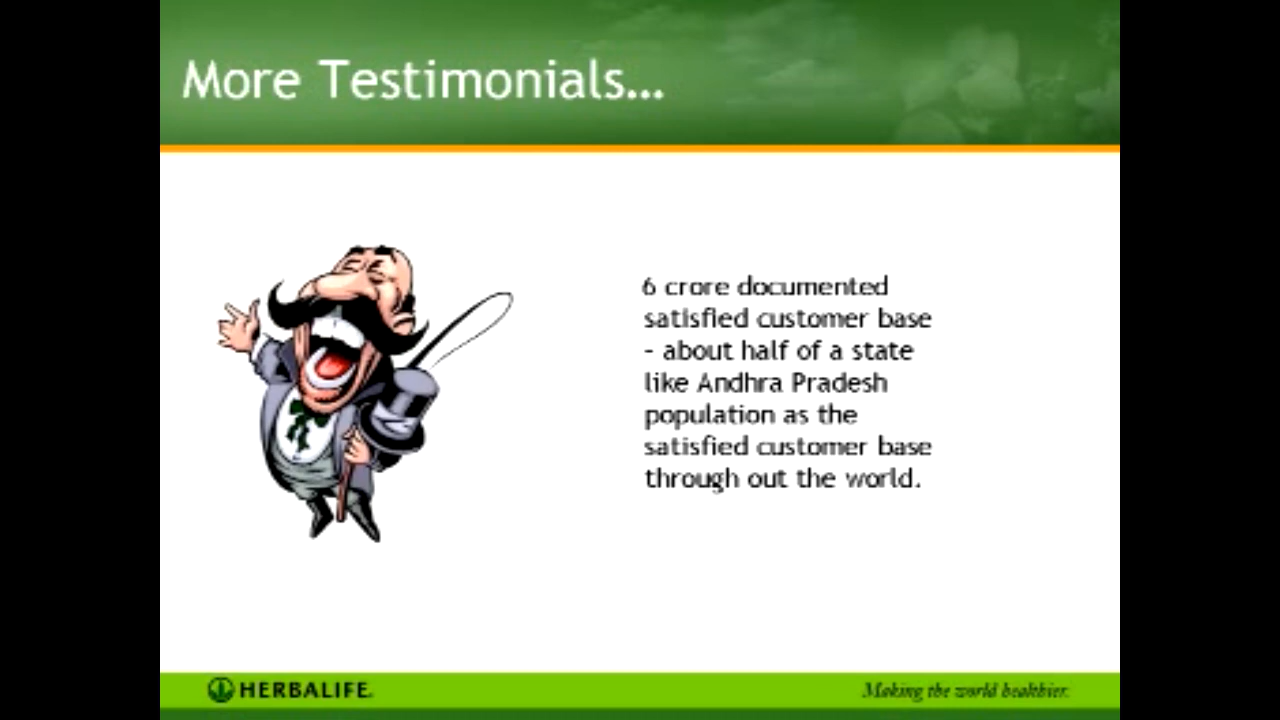 More Testimonials...
6 crore documented
satisfied customer base
- about half of a state
like Andhra Pradesh
population as the
satisfied customer base
through out the world.
HERBALIFE.
Making the world healthier.